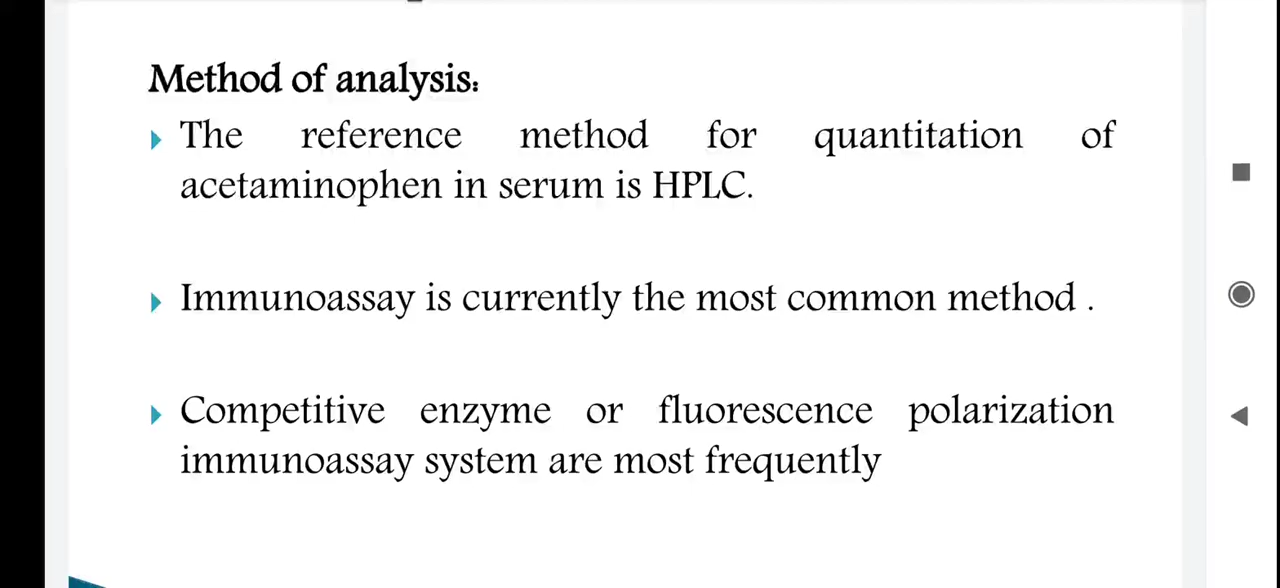 Method of analysis:
The reference method for quantitation of
acetaminophen in serum is HPLC.
Immunoassay is currently the most common method .
Competitive enzyme or fluorescence polarization
immunoassay system are most frequently